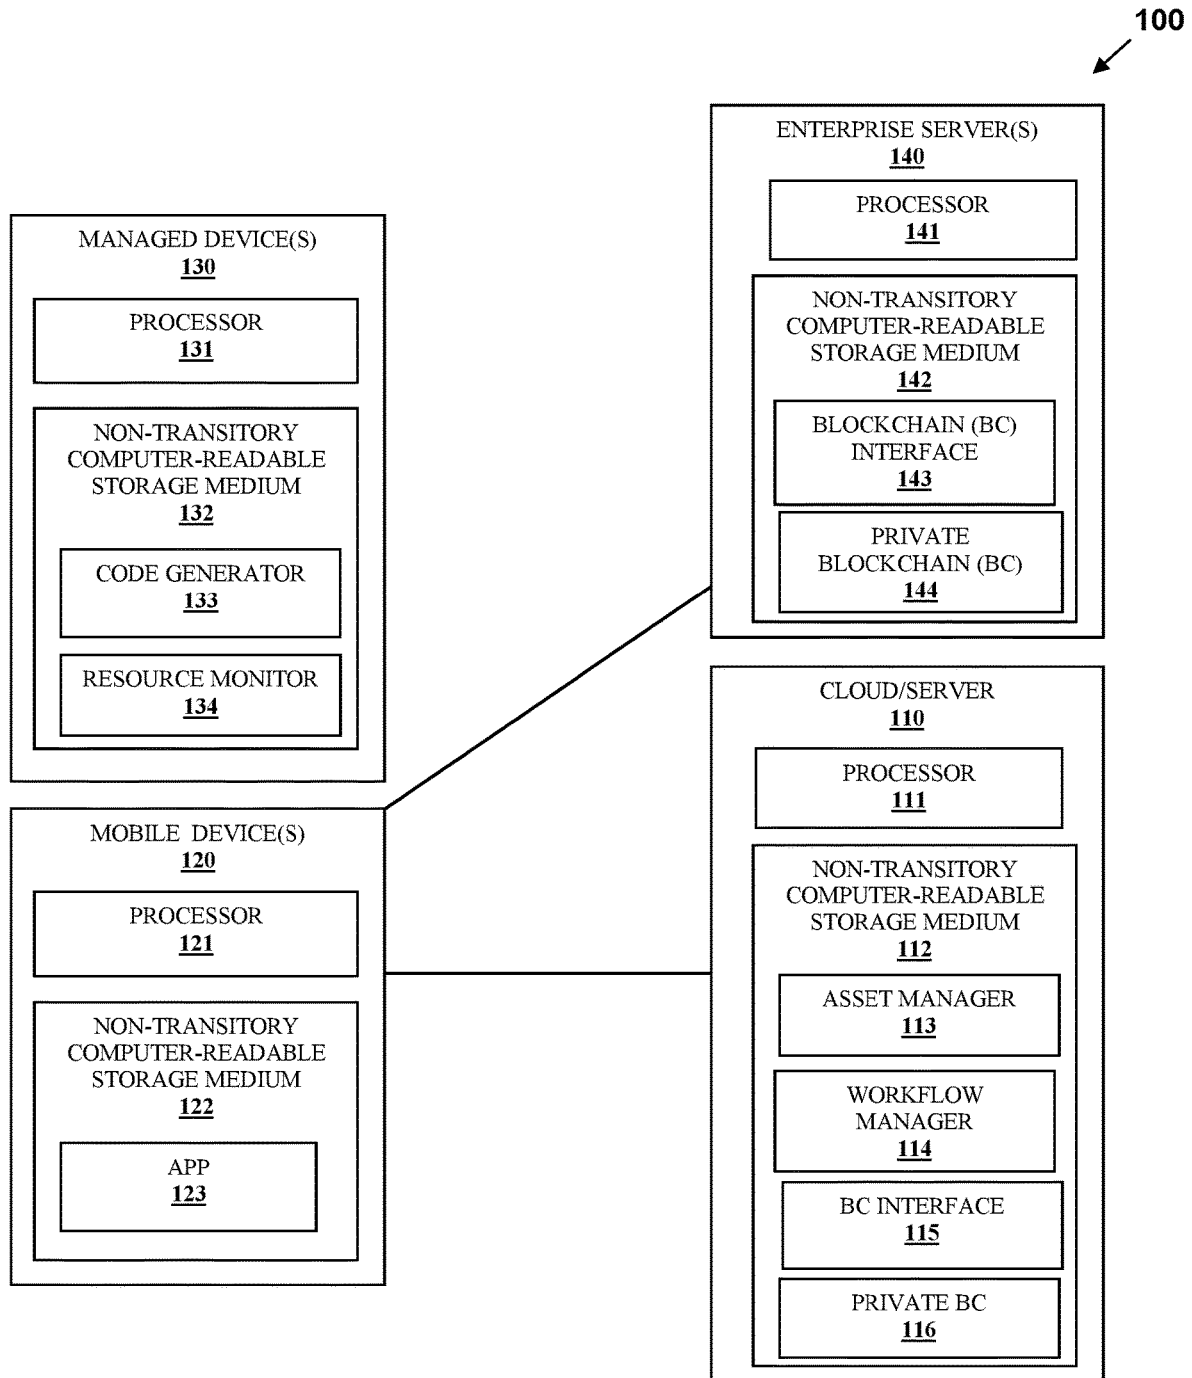 100
ENTERPRISE SERVER(S)
140
PROCESSOR
141
NON-TRANSITORY
COMPUTER-READABLE
STORAGE MEDIUM
142
BLOCKCHAIN (BC)
INTERFACE
143
PRIVATE
BLOCKCHAIN (BC)
144
MANAGED DEVICE(S)
130
PROCESSOR
131
NON-TRANSITORY
COMPUTER-READABLE
STORAGE MEDIUM
132
CODE GENERATOR
133
RESOURCE MONITOR
134
MOBILE DEVICE(S)
120
PROCESSOR
121
NON-TRANSITORY
COMPUTER-READABLE
STORAGE MEDIUM
122
APP
123
CLOUD/SERVER
110
PROCESSOR
111
NON-TRANSITORY
COMPUTER-READABLE
STORAGE MEDIUM
112
ASSET MANAGER
113
WORKFLOW
MANAGER
114
BC INTERFACE
115
PRIVATE BC
116